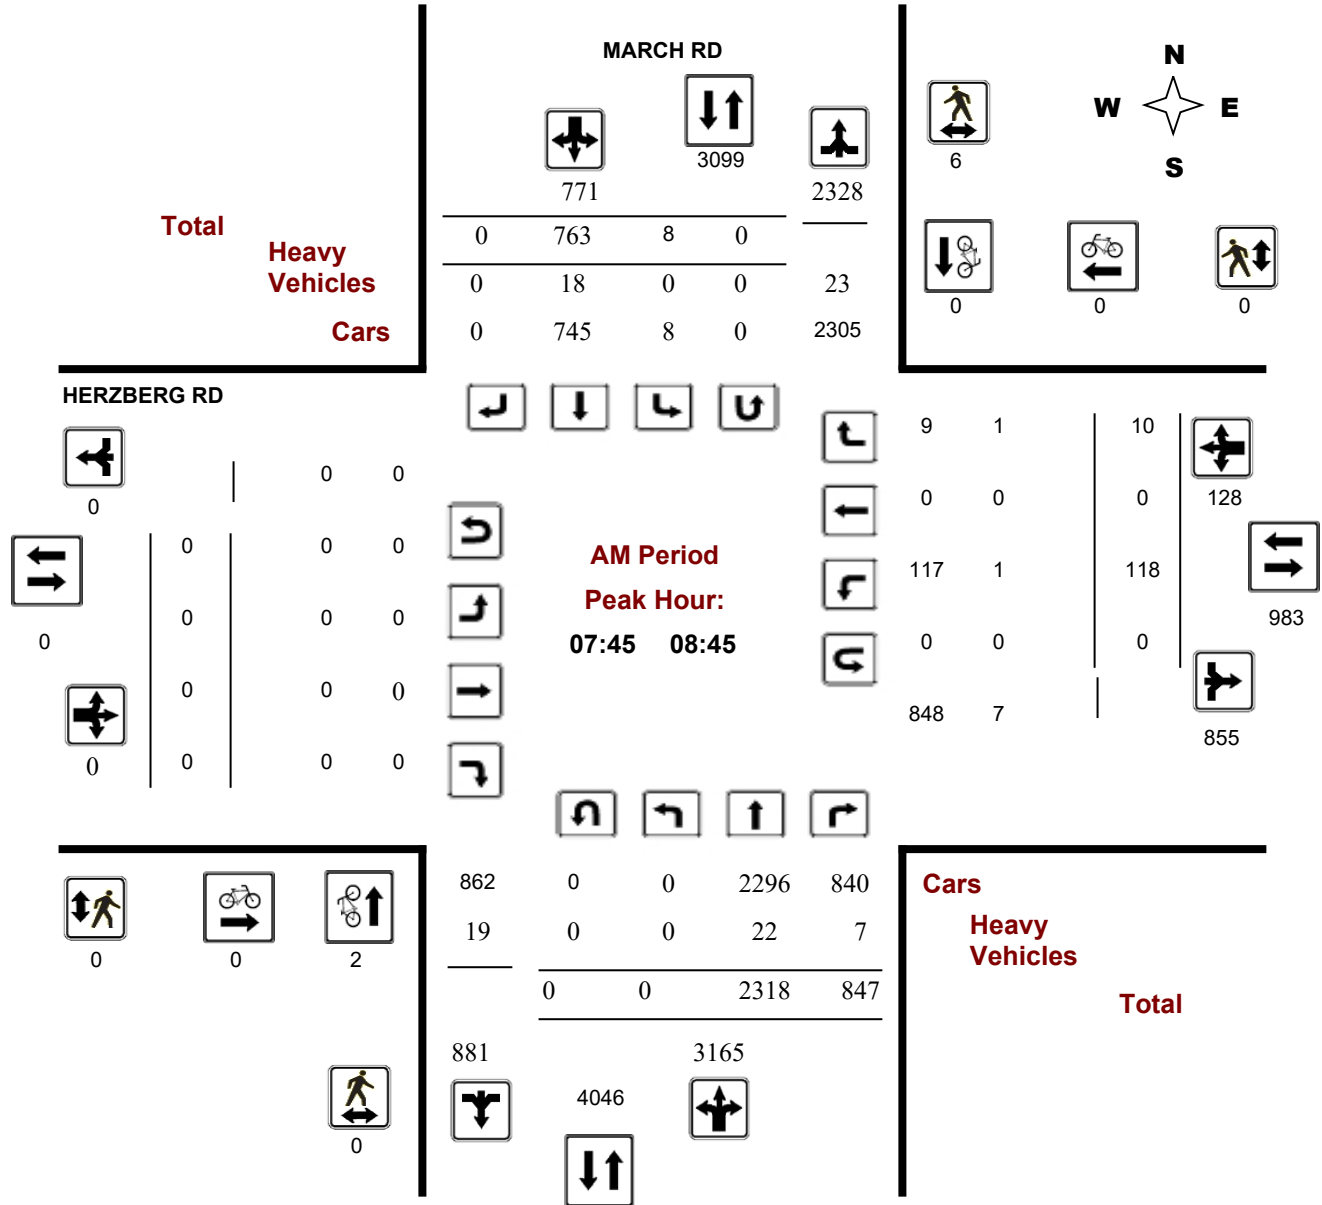 MARCH RD
N
W E
S
3099
6
771 2328
Total
0 763 8 0
Heavy
Vehicles
0 18 0 0 23
Cars
0 745 8 0 2305
0 0 0
HERZBERG RD
9 1 10
128
0 0
0
0 0 0
0 0 0
AM Period
117 1 118
983
0 0 0
Peak Hour:
0
07:45 08:45
0 0 0
0 0 0
848 7
855
0
0 0 0
862 0 0 2296 840
Cars
19 0 0 22 7
Heavy
Vehicles
0 0 2
0 0 2318 847
Total
881 3165
4046
0